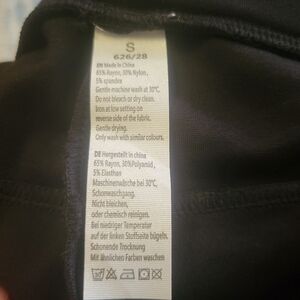 S
626/28
EN Made in China
65% Rayon, 30% Nylon,
5% spandex
Gentle machine wash at 30°C,
Do not bleach or dry clean.
Iron at low setting on
reverse side of the fabric.
Gentle drying.
Only wash with similar colours.
DE Hergestellt in china
65% Rayon, 30%Polyamid,
5% Elasthan
Maschinenwäsche bei 30°C,
Schonwaschgang.
Nicht bleichen,
oder chemisch reinigen.
Bei niedriger Temperatur
auf der linken Stoffseite bügeln.
Schonende Trocknung
Mit ähnlichen Farben waschen